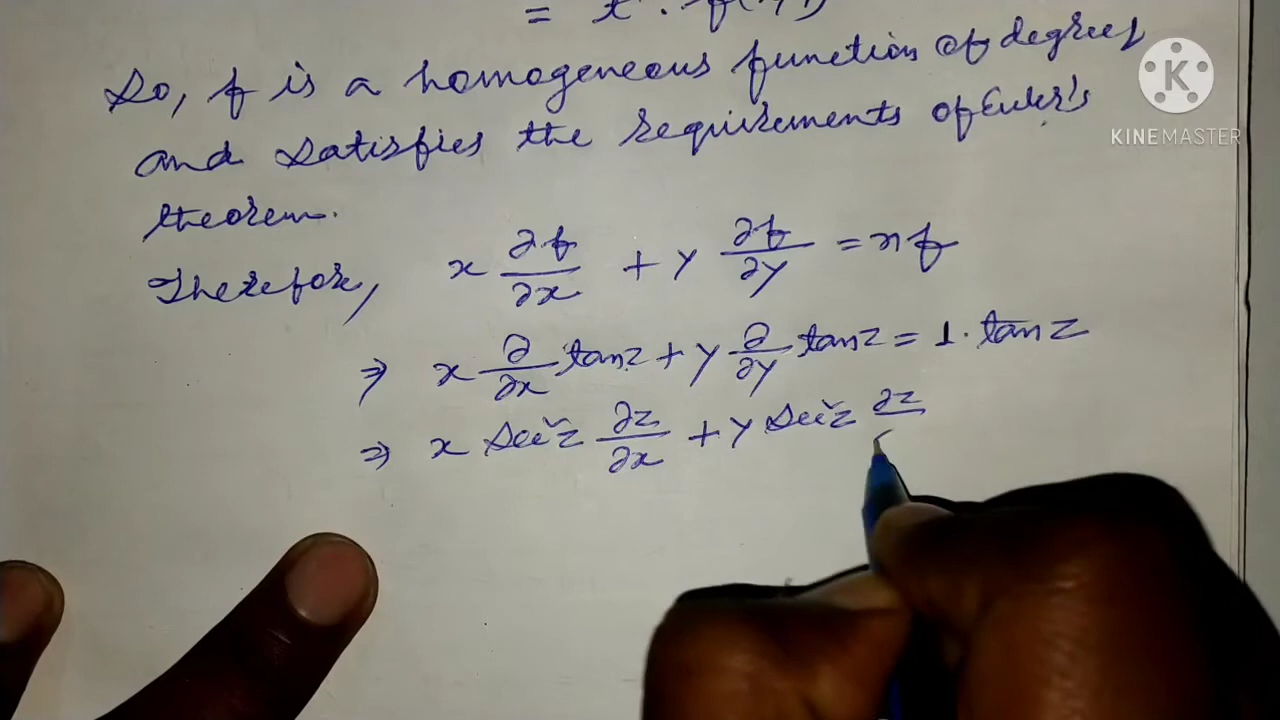 So, f is a homogeneous function of degree 1
K
and satisfies the requirements of Euler's
KINEMASTER
theorem.
Therefore, x ∂f/∂x + y ∂f/∂y = nf
⇒ x ∂/∂x tanz + y ∂/∂y tanz = 1. tanz
⇒ x sec²z ∂z/∂x + y sec²z ∂z